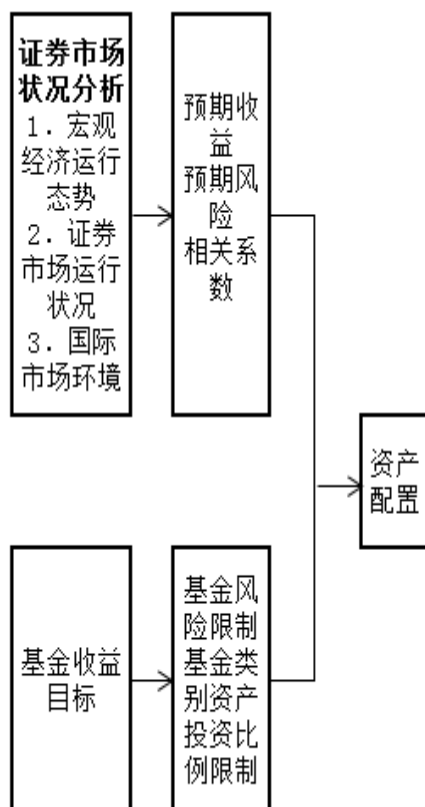 证券市场
状况分析
1．宏观
经济运行
态势
2．证券
市场运行
状况
3．国际
市场环境
预期收
益
预期风
险
相关系
数
资产
配置
基金收益
目标
基金风
险限制
基金类
别资产
投资比
例限制